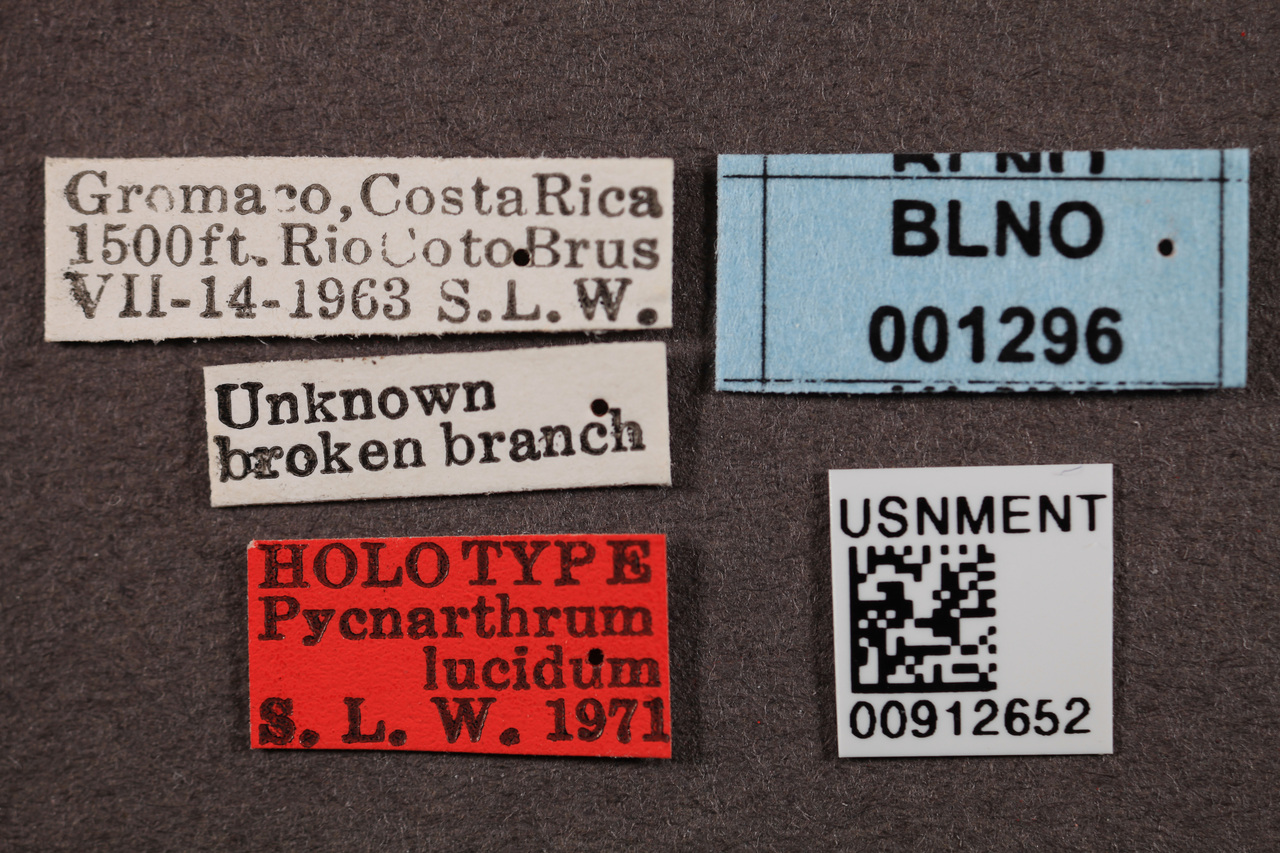 Gromaco, Costa Rica
1500ft. Rio Coto Brus
VII-14-1963 S.L.W.
Unknown
broken branch
HOLOTYPE
Pycnarthrum
lucidum
S. L. W. 1971
BLNO
001296
USNMENT
00912652